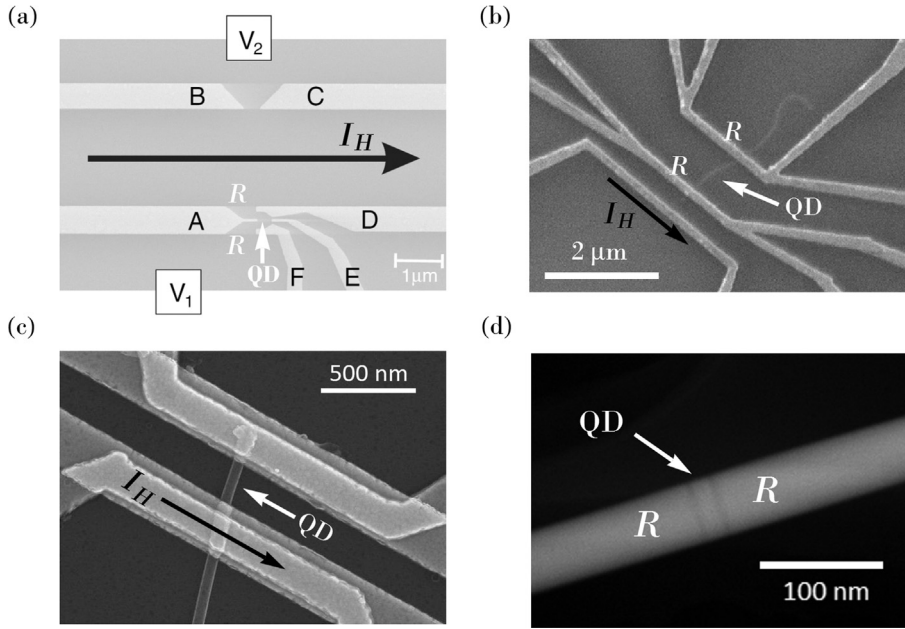 (a)
V2
B
C
IH
R
A
D
R
QD
F
E
1μm
V1
(b)
R
R
QD
IH
2 μm
(c)
500 nm
IH
QD
(d)
QD
R
R
100 nm